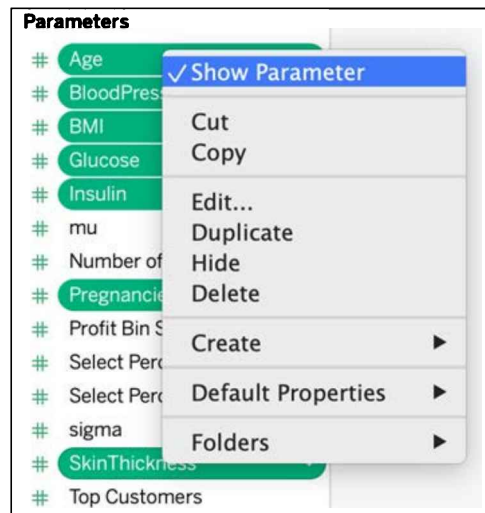 Parameters
# Age
# BloodPress
# BMI
# Glucose
# Insulin
# mu
# Number of
# Pregnancie
# Profit Bin S
# Select Perc
# Select Perc
# sigma
# SkinThickness
# Top Customers
✓ Show Parameter
Cut
Copy
Edit...
Duplicate
Hide
Delete
Create
Default Properties
Folders